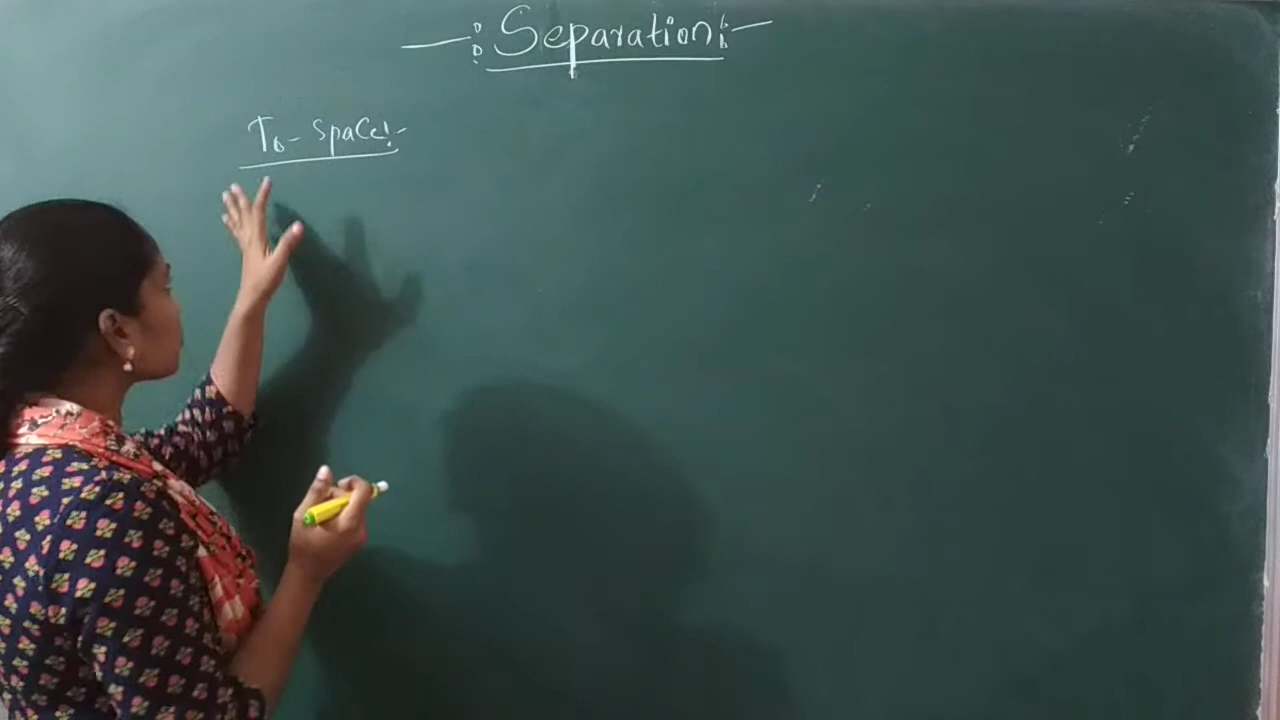 —:Separation:—
T₀- Space:-